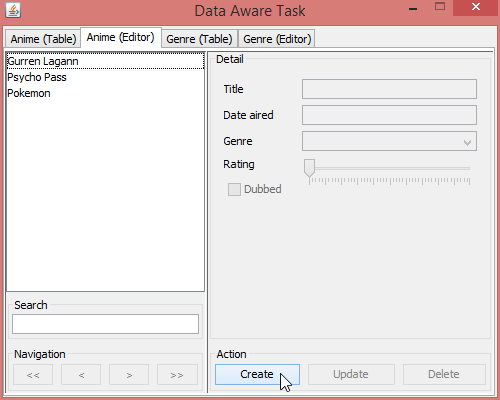 Data Aware Task
Anime (Table) Anime (Editor) Genre (Table) Genre (Editor)
Gurren Lagann
Psycho Pass
Pokemon
Search
Navigation
<< < > >>
Detail
Title
Date aired
Genre
Rating
Dubbed
Action
Create Update Delete